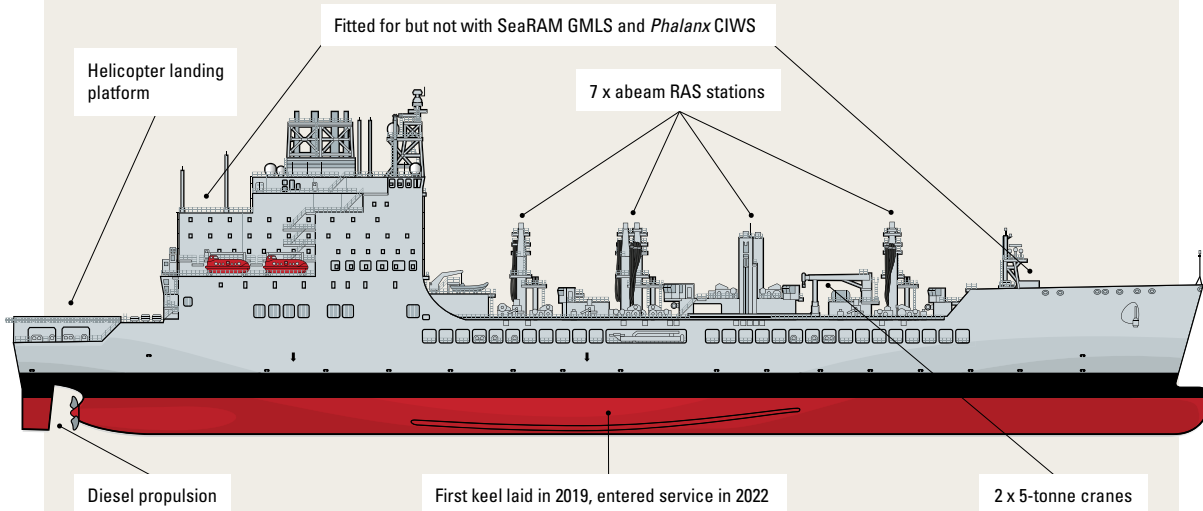 Fitted for but not with SeaRAM GMLS and Phalanx CIWS
Helicopter landing
platform
7 x abeam RAS stations
Diesel propulsion
First keel laid in 2019, entered service in 2022
2 x 5-tonne cranes